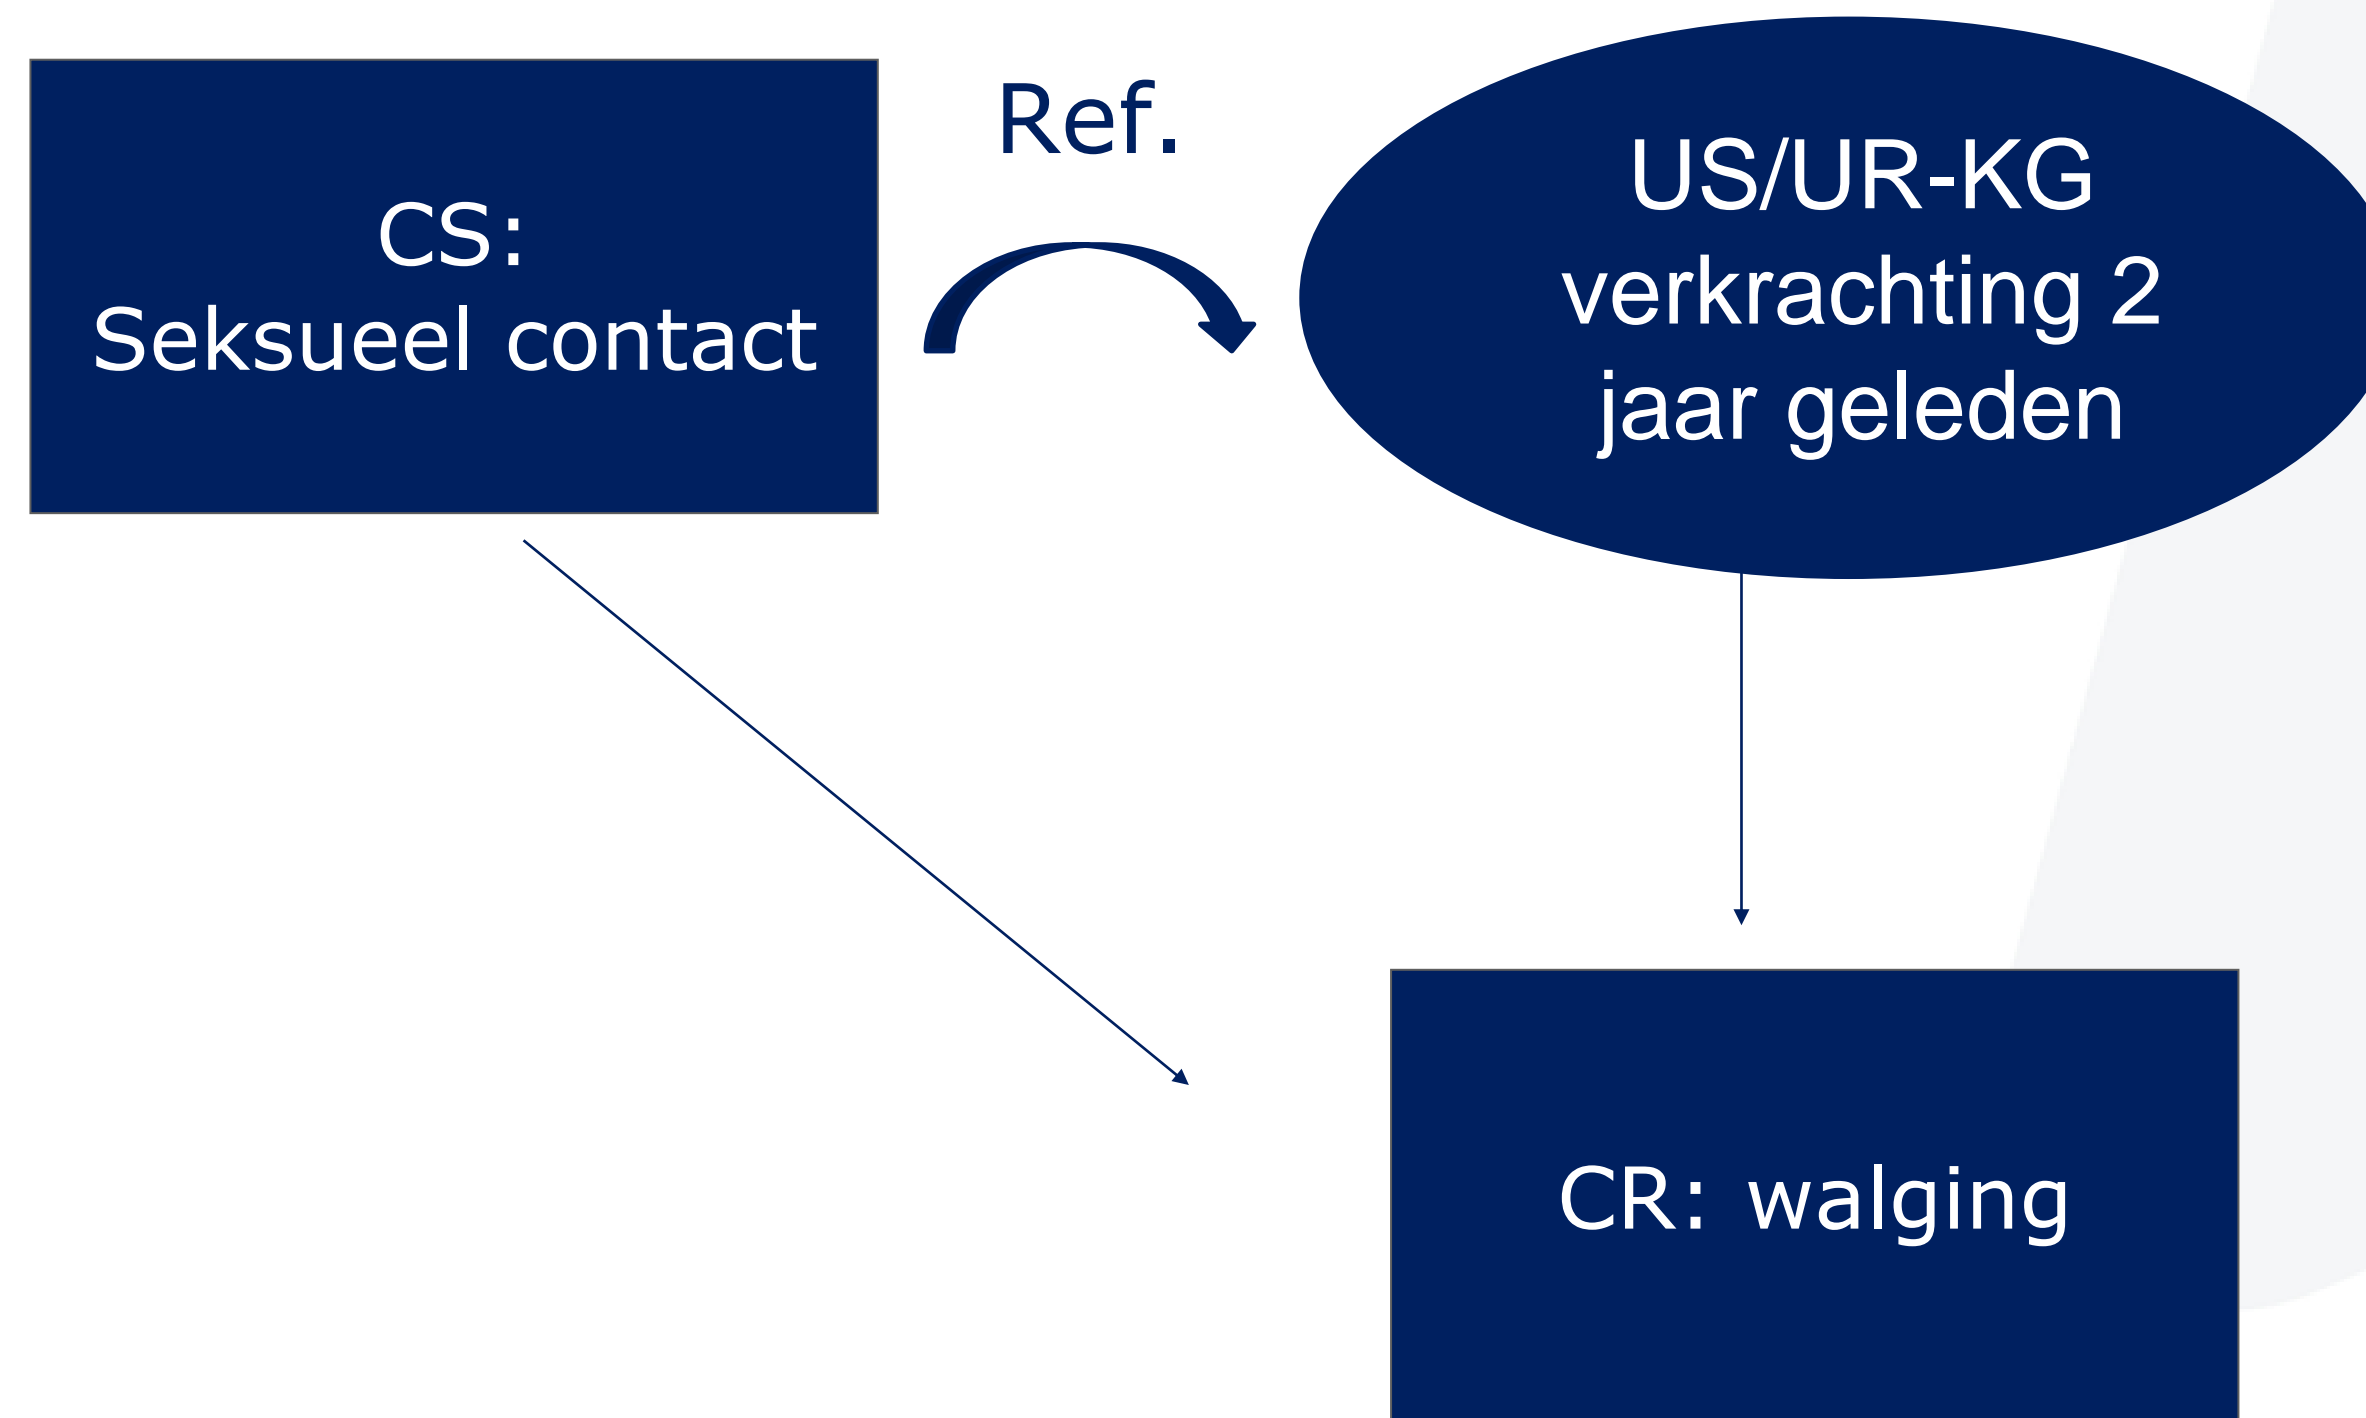 CS:
Seksueel contact
Ref.
US/UR-KG
verkrachting 2
jaar geleden
CR: walging